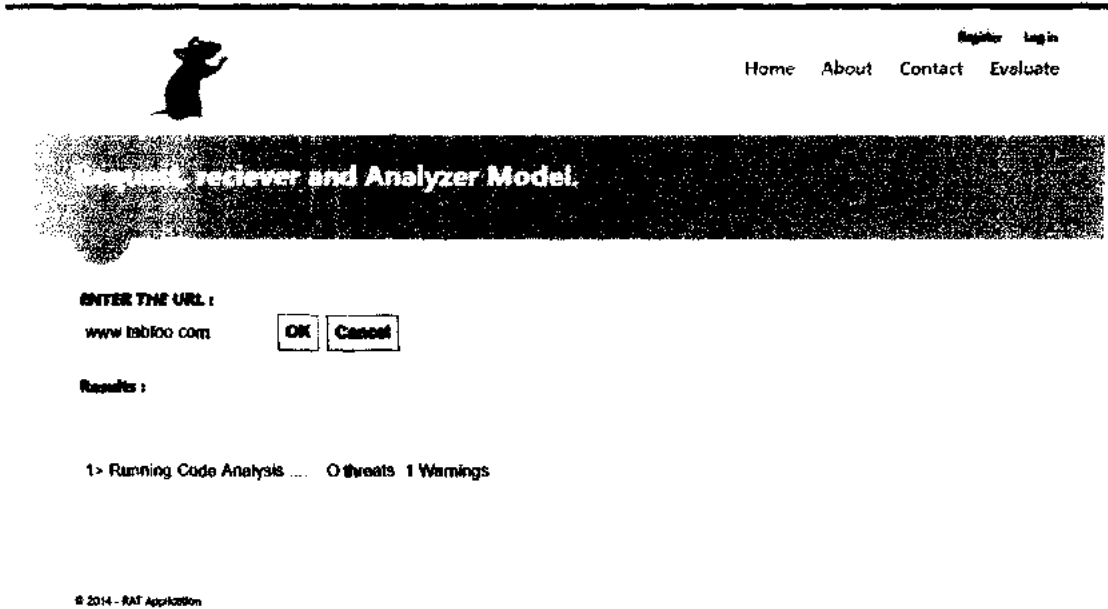 Register Log in
Home About Contact Evaluate
Request, reciever and Analyzer Model.
ENTER THE URL :
www tabloo com
OK Cancel
Results :
1> Running Code Analysis .... O threats 1 Warnings
© 2014 - RAT Application